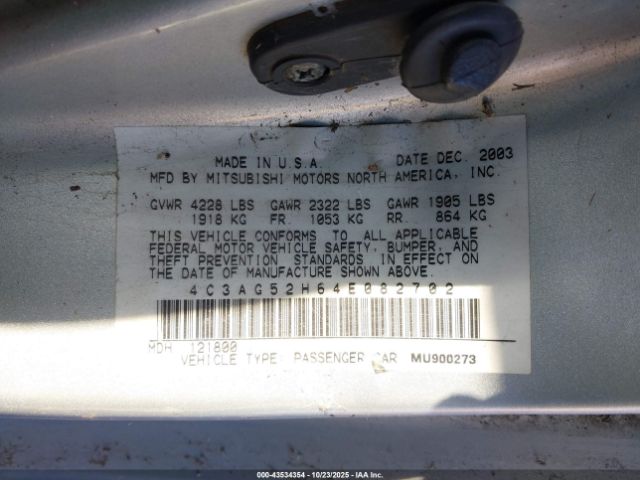 MADE IN U.S.A. DATE DEC. 2003
MFD BY MITSUBISHI MOTORS NORTH AMERICA, INC.
GVWR 4228 LBS GAWR 2322 LBS GAWR 1905 LBS
1918 KG FR. 1053 KG RR. 864 KG
THIS VEHICLE CONFORMS TO ALL APPLICABLE
FEDERAL MOTOR VEHICLE SAFETY, BUMPER, AND
THEFT PREVENTION STANDARDS IN EFFECT ON
THE DATE OF MANUFACTURE SHOWN ABOVE.
4C3AG52H64E082702
MDH 121800
VEHICLE TYPE: PASSENGER CAR MU900273
000-43534354 | 10/23/2025 | IAA Inc.